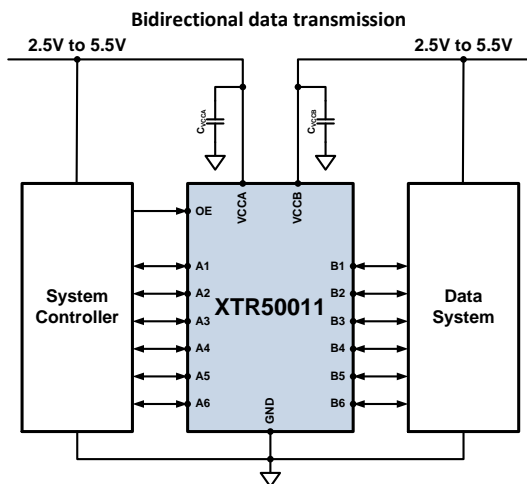 Bidirectional data transmission
2.5V to 5.5V
2.5V to 5.5V
CVCCA
CVCCB
VCCA
VCCB
OE
A1
B1
A2
B2
A3
B3
A4
B4
A5
B5
A6
B6
System
Controller
XTR50011
Data
System
GND